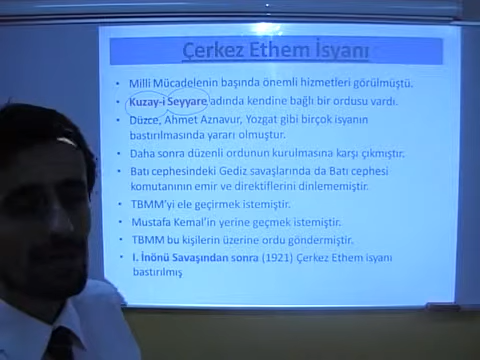 Çerkez Ethem İsyanı
• Milli Mücadelenin başında önemli hizmetleri görülmüştü.
• Kuzay-i Seyyare adında kendine bağlı bir ordusu vardı.
• Düzce, Ahmet Aznavur, Yozgat gibi birçok isyanın
bastırılmasında yararı olmuştur.
• Daha sonra düzenli ordunun kurulmasına karşı çıkmıştır.
• Batı cephesindeki Gediz savaşlarında da Batı cephesi
komutanının emir ve direktiflerini dinlememiştir.
• TBMM'yi ele geçirmek istemiştir.
• Mustafa Kemal'in yerine geçmek istemiştir.
• TBMM bu kişilerin üzerine ordu göndermiştir.
• I. İnönü Savaşından sonra (1921) Çerkez Ethem isyanı
bastırılmış